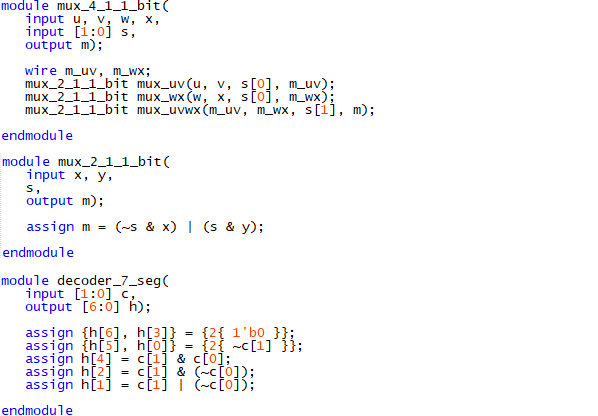 module mux_4_1_1_bit(
input u, v, w, x,
input [1:0] s,
output m);
wire m_uv, m_wx;
mux_2_1_1_bit mux_uv(u, v, s[0], m_uv);
mux_2_1_1_bit mux_wx(w, x, s[0], m_wx);
mux_2_1_1_bit mux_uvwx(m_uv, m_wx, s[1], m);
endmodule
module mux_2_1_1_bit(
input x, y,
s,
output m);
assign m = (~s & x) | (s & y);
endmodule
module decoder_7_seg(
input [1:0] c,
output [6:0] h);
assign {h[6], h[3]} = {2{ 1'b0 }};
assign {h[5], h[0]} = {2{ ~c[1] }};
assign h[4] = c[1] & c[0];
assign h[2] = c[1] & (~c[0]);
assign h[1] = c[1] | (~c[0]);
endmodule